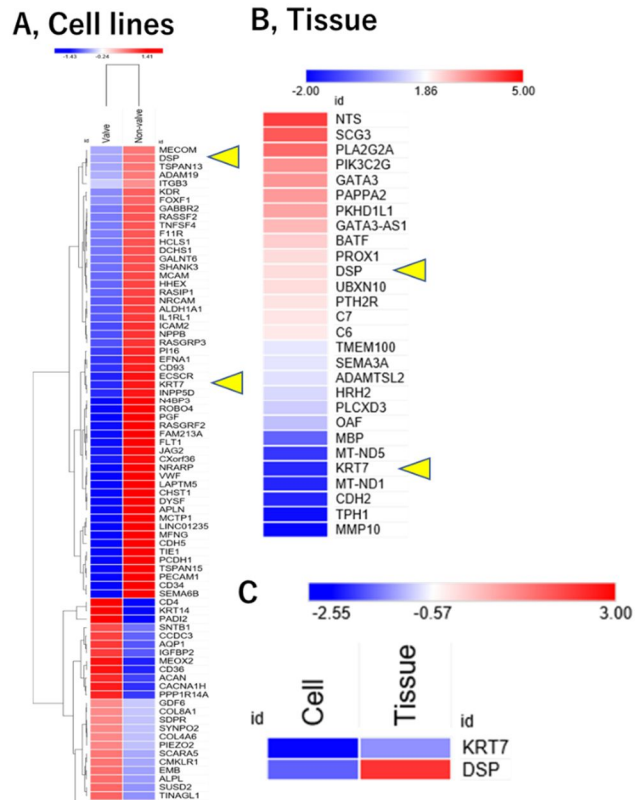 A, Cell lines
-1.43 -0.24 1.41
id Valve Non-valve id
MECOM
DSP
TSPAN13
ADAM19
ITGB3
KDR
FOXF1
GABBR2
RASSF2
TNFSF4
F11R
HCLS1
DCHS1
GALNT6
SHANK3
MCAM
HHEX
RASIP1
NRCAM
ALDH1A1
IL1RL1
ICAM2
NPPB
RASGRP3
PI16
EFNA1
CD93
ECSCR
KRT7
INPP5D
N4BP3
ROBO4
PGF
RASGRF2
FAM213A
FLT1
JAG2
CXorf36
NRARP
VWF
LAPTM5
CHST1
DYSF
APLN
MCTP1
LINC01235
MFNG
CDH5
TIE1
PCDH1
TSPAN15
PECAM1
CD34
SEMA6B
CD4
KRT14
PADI2
SNTB1
CCDC3
AQP1
IGFBP2
MEOX2
CD36
ACAN
CACNA1H
PPP1R14A
GDF6
COL8A1
SDPR
SYNPO2
COL4A6
PIEZO2
SCARA5
CMKLR1
EMB
ALPL
SUSD2
TINAGL1
B, Tissue
-2.00 1.86 5.00
id
NTS
SCG3
PLA2G2A
PIK3C2G
GATA3
PAPPA2
PKHD1L1
GATA3-AS1
BATF
PROX1
DSP
UBXN10
PTH2R
C7
C6
TMEM100
SEMA3A
ADAMTSL2
HRH2
PLCXD3
OAF
MBP
MT-ND5
KRT7
MT-ND1
CDH2
TPH1
MMP10
C
-2.55 -0.57 3.00
id Cell Tissue id
KRT7
DSP